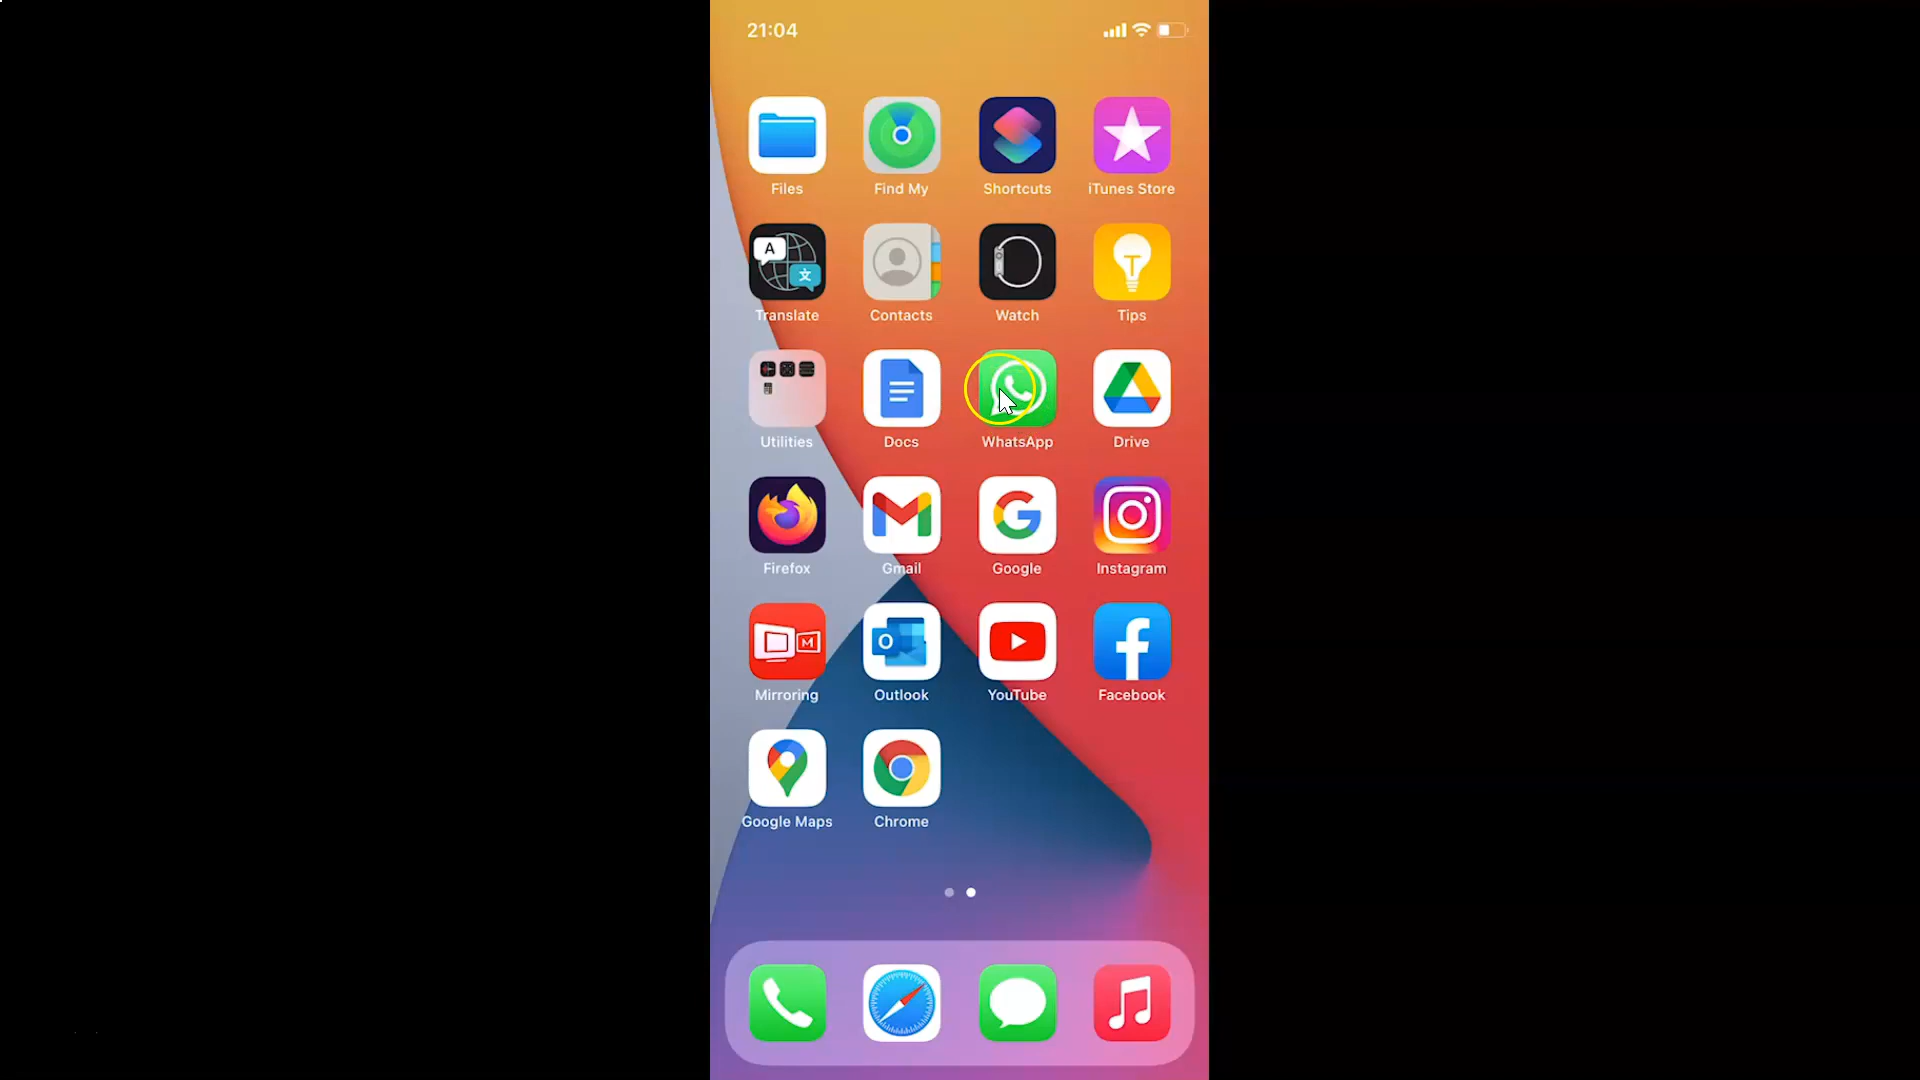 21:04
Files Find My Shortcuts iTunes Store
A 文 T
Translate Contacts Watch Tips
Utilities Docs WhatsApp Drive
Firefox Gmail Google Instagram
M O
Mirroring Outlook YouTube Facebook
Google Maps Chrome